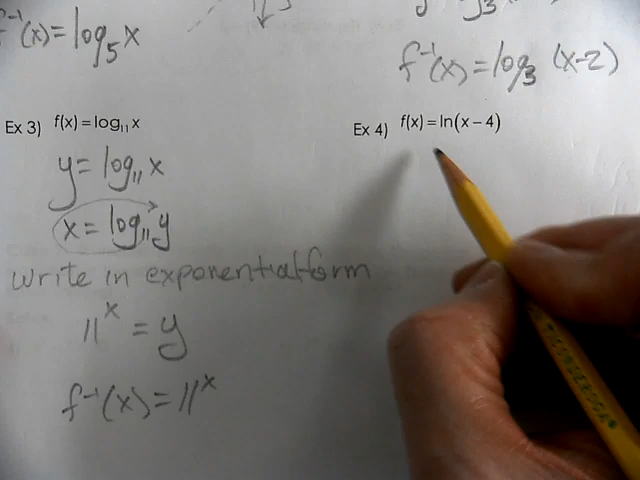 f⁻¹(x) = log₅ x
f⁻¹(x) = log₃ (x-2)
Ex 3) f(x) = log₁₁ x
y = log₁₁ x
x = log₁₁ y
write in exponential form
11ˣ = y
f⁻¹(x) = 11ˣ
Ex 4) f(x) = ln(x − 4)